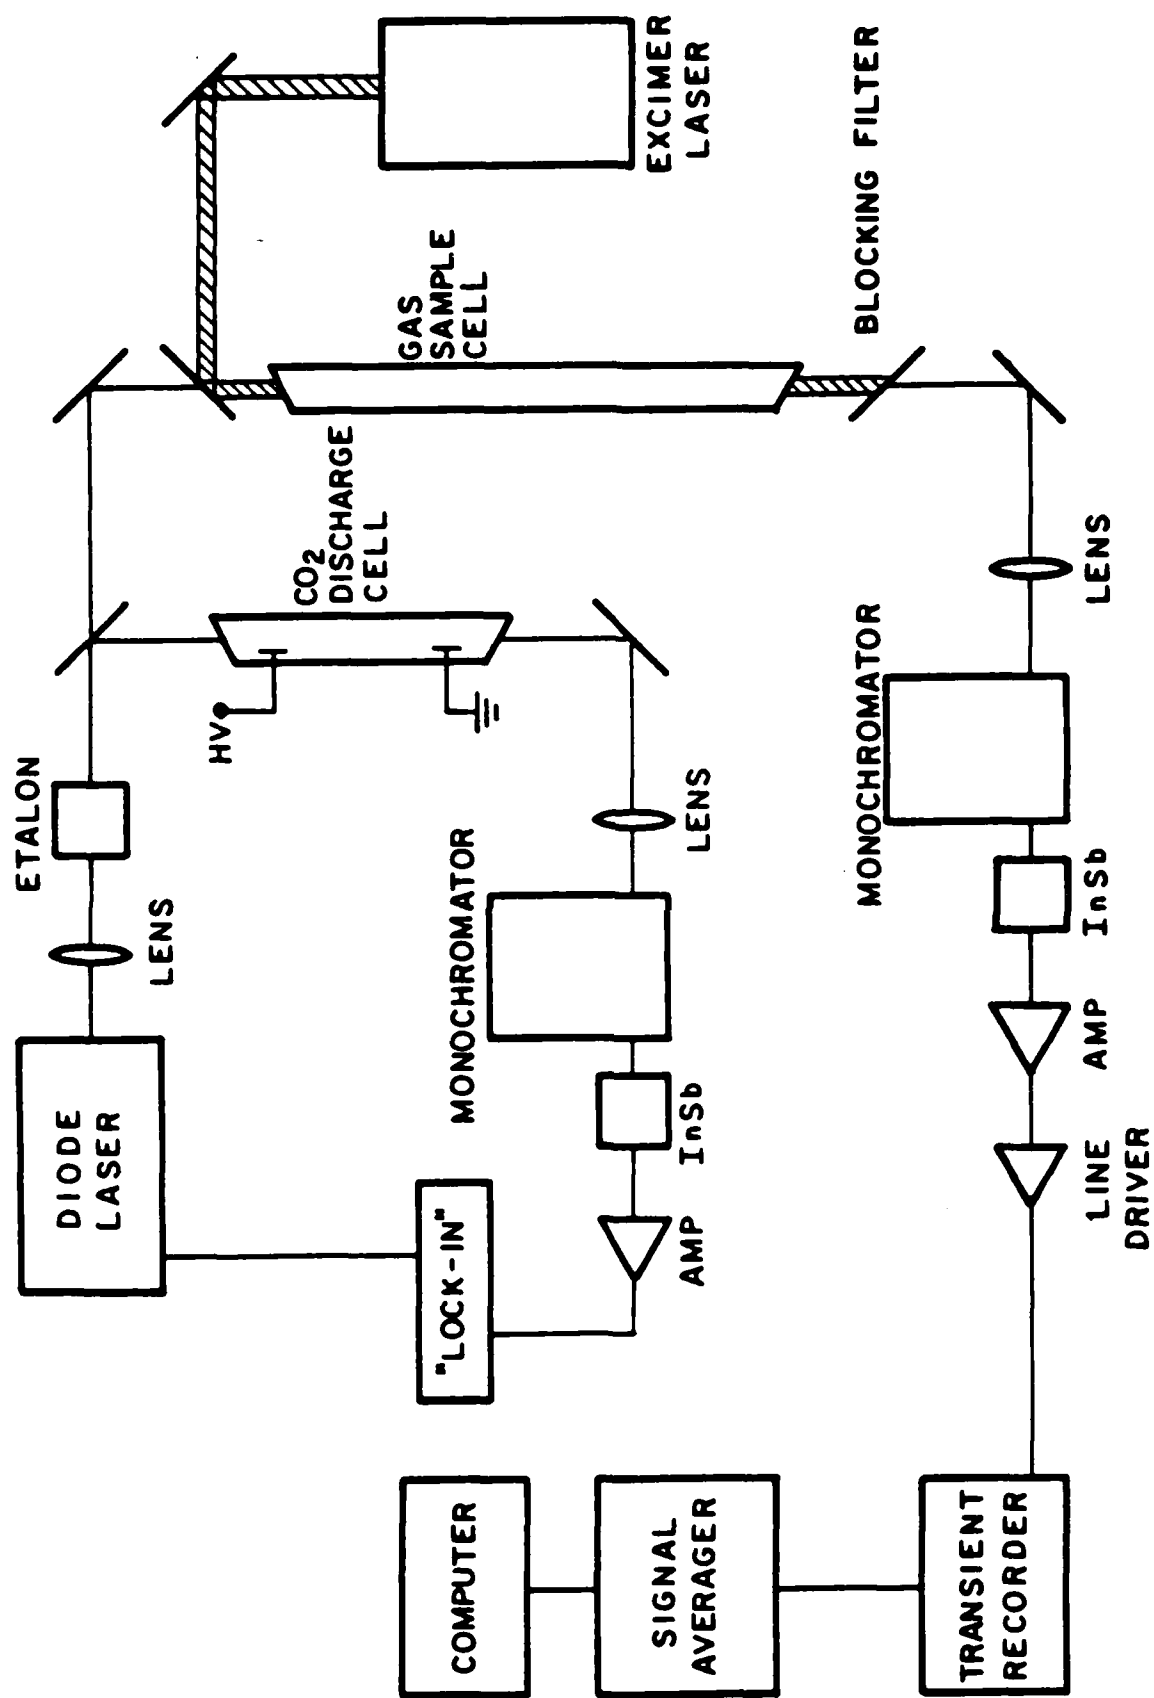 DIODE
LASER
LENS
ETALON
"LOCK-IN"
AMP
InSb
MONOCHROMATOR
LENS
HV
CO2
DISCHARGE
CELL
GAS
SAMPLE
CELL
EXCIMER
LASER
BLOCKING FILTER
COMPUTER
SIGNAL
AVERAGER
TRANSIENT
RECORDER
LINE
DRIVER
AMP
InSb
MONOCHROMATOR
LENS